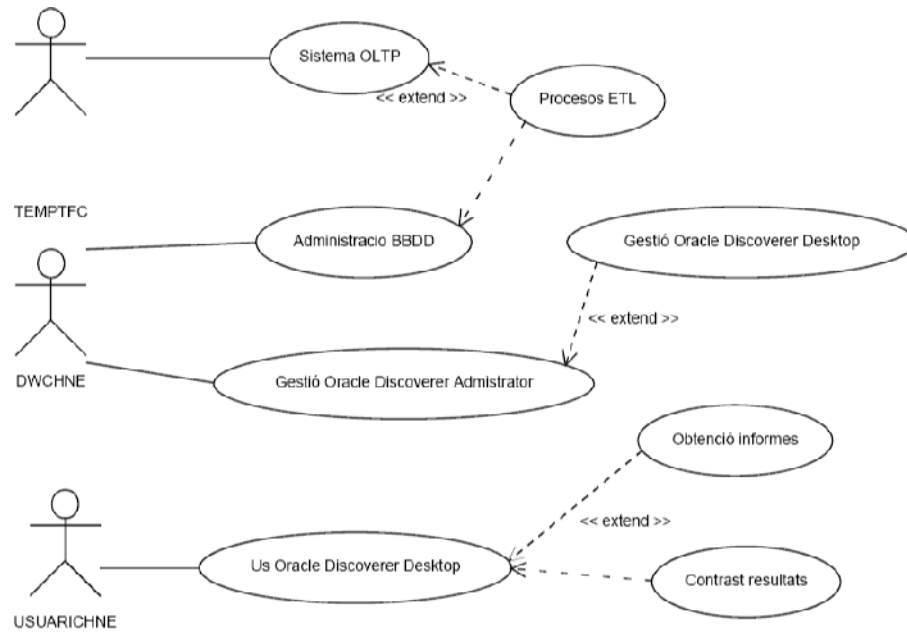 Sistema OLTP
<< extend >>
Procesos ETL
TEMPTFC
Administracio BBDD
Gestió Oracle Discoverer Desktop
<< extend >>
DWCHNE
Gestió Oracle Discoverer Admistrator
Obtenció informes
<< extend >>
Us Oracle Discoverer Desktop
Contrast resultats
USUARICHNE